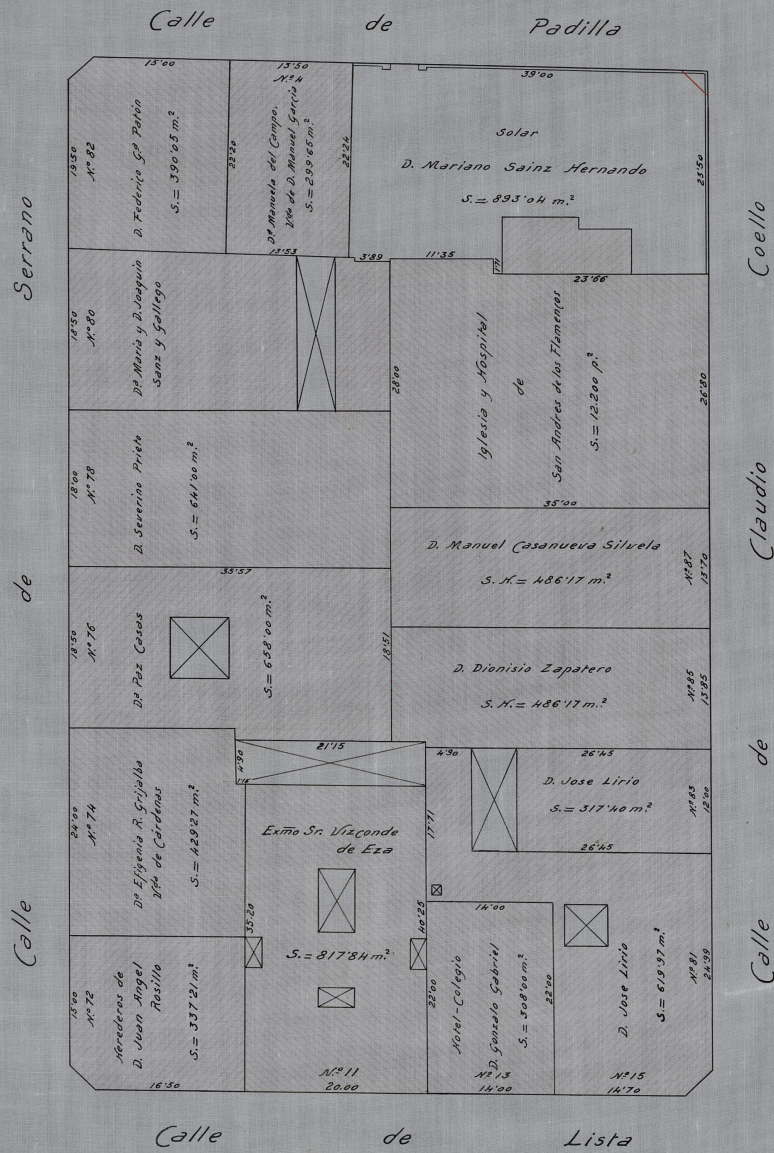 Calle de Padilla
15'00
13'50
39'00
19'50
Nº 82
D. Federico Gª Patón
S. = 390'05 m.²
22'20
Nº 4
Dª Manuela del Campo,
Vda de D. Manuel García
S. = 299'65 m.²
22'24
13'53
3'89
11'35
Solar
D. Mariano Sainz Hernando
S. = 893'04 m.²
23'50
23'66
Calle de Serrano
18'50
Nº 80
Dª María y D. Joaquín
Sanz y Gallego
28'00
Iglesia y Hospital
de
San Andres de los Flamencos
S. = 12.200 p.²
26'80
35'00
18'00
Nº 78
D. Severino Prieto
S. = 641'00 m.²
35'57
D. Manuel Casanueva Silvela
S. H. = 486'17 m.²
Nº 87
13'70
18'50
Nº 76
Dª Paz Casas
S. = 658'00 m.²
18'51
D. Dionisio Zapatero
S. H. = 486'17 m.²
Nº 85
13'85
Calle de Claudio Coello
24'00
Nº 74
Dª Efigenia R. Grijalba
Vda de Cárdenas
S. = 429'27 m.²
4'90
21'15
Exmo Sr. Vizconde
de Eza
S. = 817'84 m.²
35'20
40'25
Nº 11
20.00
4'90
17'71
26'45
D. Jose Lirio
S. = 317'40 m.²
26'45
Nº 83
12'00
15'00
Nº 72
Herederos de
D. Juan Angel
Rosillo
S. = 337'21 m.²
16'50
14'00
22'00
Hotel-Colegio
D. Gonzalo Gabriel
S. = 308'00 m.²
22'00
Nº 13
14'00
D. Jose Lirio
S. = 619'97 m.²
Nº 81
24'99
Nº 15
14'70
Calle de Lista